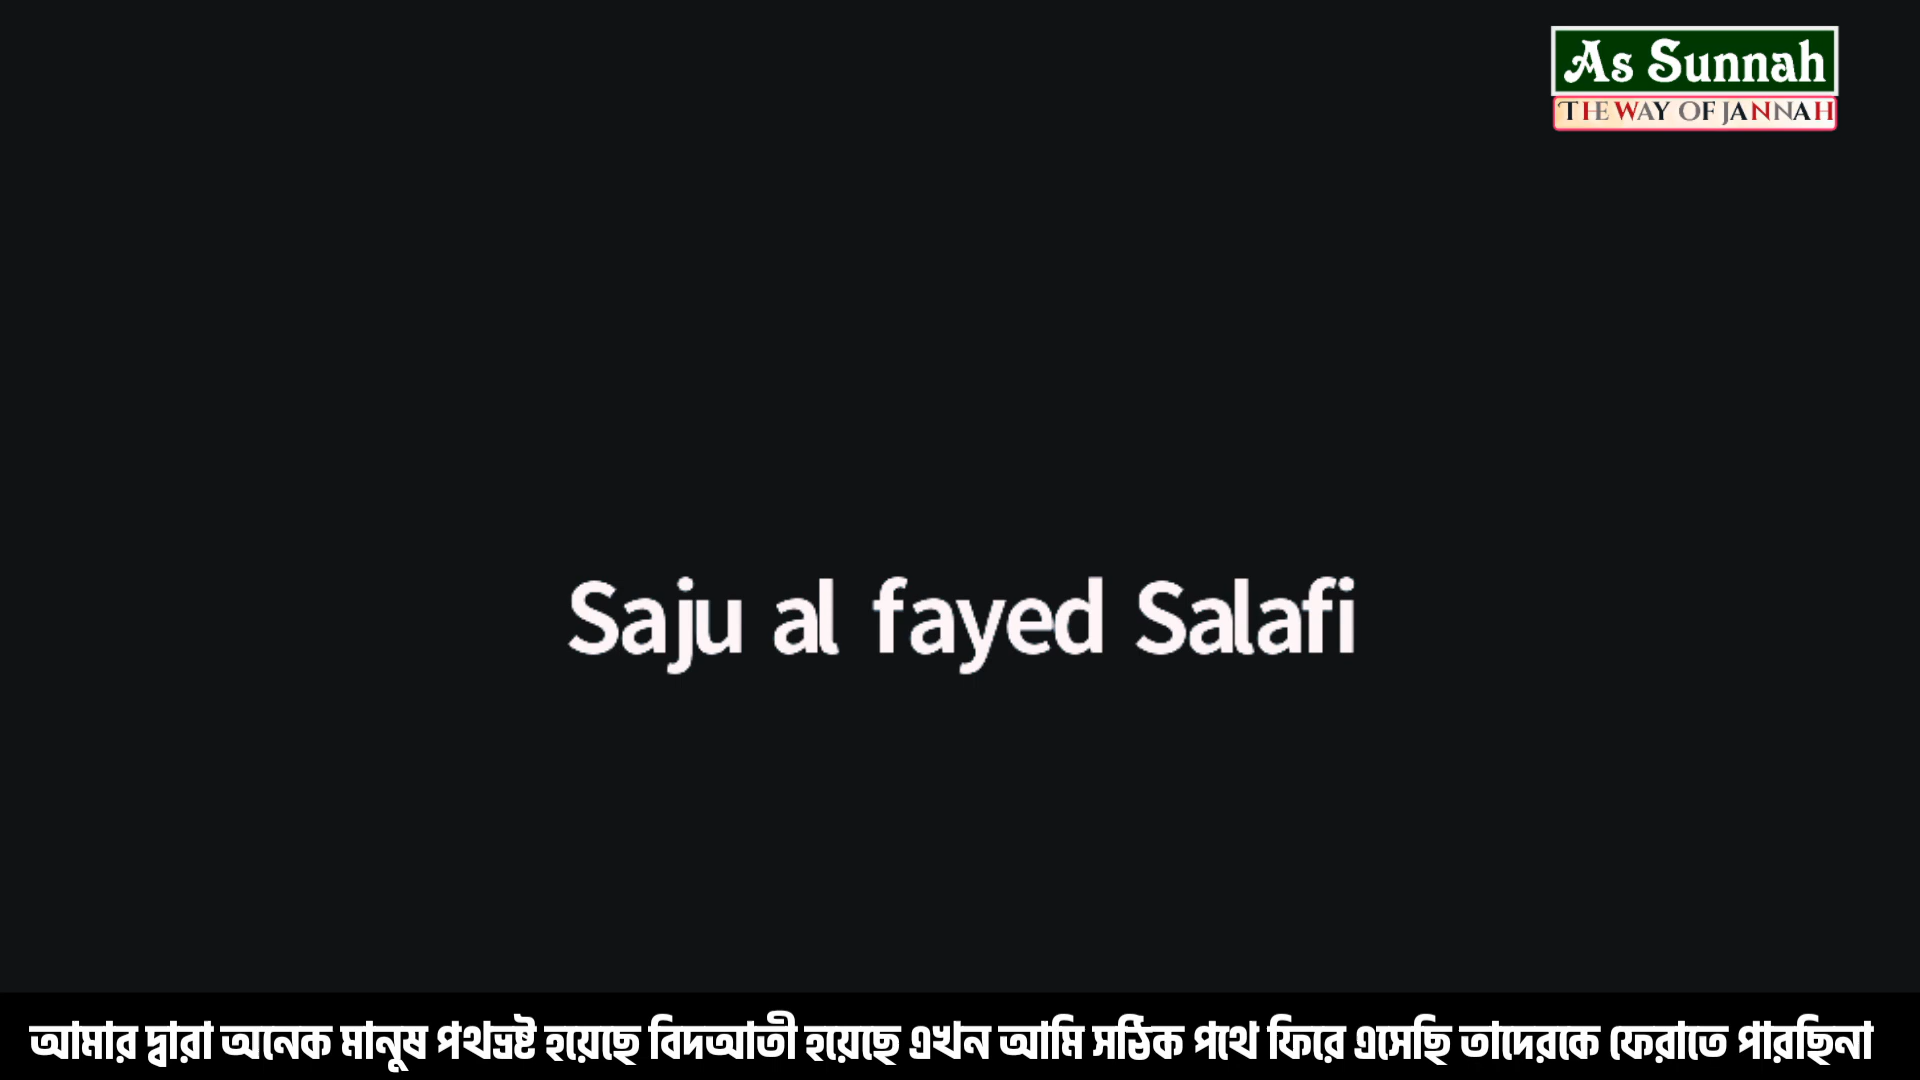 As Sunnah
THE WAY OF JANNAH
Saju al fayed Salafi
আমার দ্বারা অনেক মানুষ পথভ্রষ্ট হয়েছে বিদআতী হয়েছে এখন আমি সঠিক পথে ফিরে এসেছি তাদেরকে ফেরাতে পারছিনা